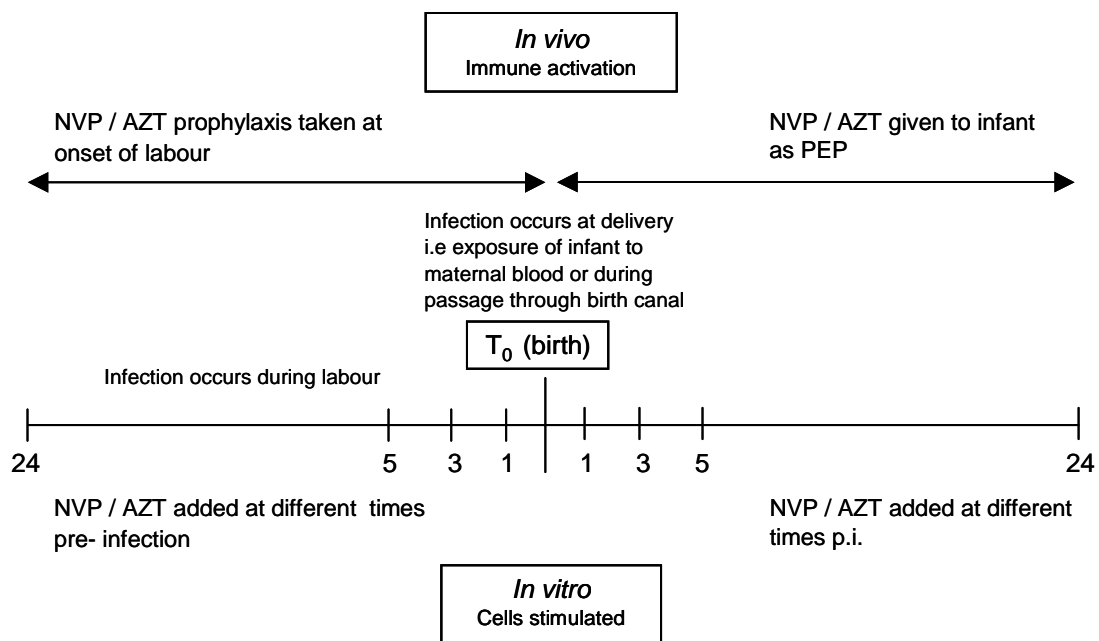 In vivo
Immune activation
NVP / AZT prophylaxis taken at
onset of labour
NVP / AZT given to infant
as PEP
Infection occurs at delivery
i.e exposure of infant to
maternal blood or during
passage through birth canal
T₀ (birth)
Infection occurs during labour
24 5 3 1 1 3 5 24
NVP / AZT added at different times
pre- infection
NVP / AZT added at different
times p.i.
In vitro
Cells stimulated